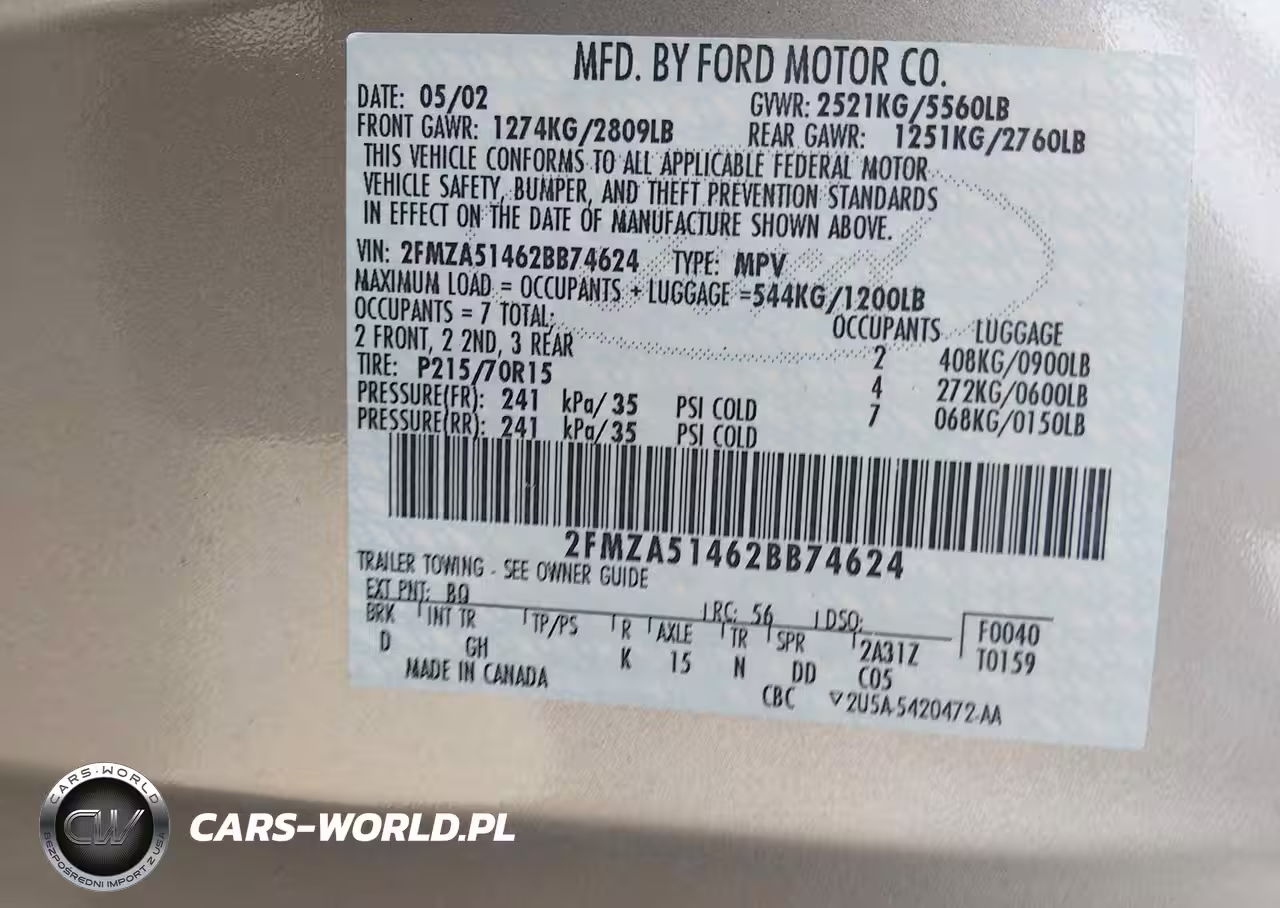 MFD. BY FORD MOTOR CO.
DATE: 05/02 GVWR: 2521KG/5560LB
FRONT GAWR: 1274KG/2809LB REAR GAWR: 1251KG/2760LB
THIS VEHICLE CONFORMS TO ALL APPLICABLE FEDERAL MOTOR
VEHICLE SAFETY, BUMPER, AND THEFT PREVENTION STANDARDS
IN EFFECT ON THE DATE OF MANUFACTURE SHOWN ABOVE.
VIN: 2FMZA51462BB74624 TYPE: MPV
MAXIMUM LOAD = OCCUPANTS + LUGGAGE =544KG/1200LB
OCCUPANTS = 7 TOTAL; OCCUPANTS LUGGAGE
2 FRONT, 2 2ND, 3 REAR 2 408KG/0900LB
TIRE: P215/70R15 4 272KG/0600LB
PRESSURE(FR): 241 kPa/ 35 PSI COLD 7 068KG/0150LB
PRESSURE(RR): 241 kPa/ 35 PSI COLD
2FMZA51462BB74624
TRAILER TOWING - SEE OWNER GUIDE
EXT PNT: BQ RC: 56 DSO: F0040
BRK INT TR TP/PS R AXLE TR SPR 2A31Z T0159
D GH K 15 N DD C05
MADE IN CANADA CBC ▽2U5A-5420472-AA
CARS-WORLD
CW
BEZPOŚREDNI IMPORT Z USA
CARS-WORLD.PL